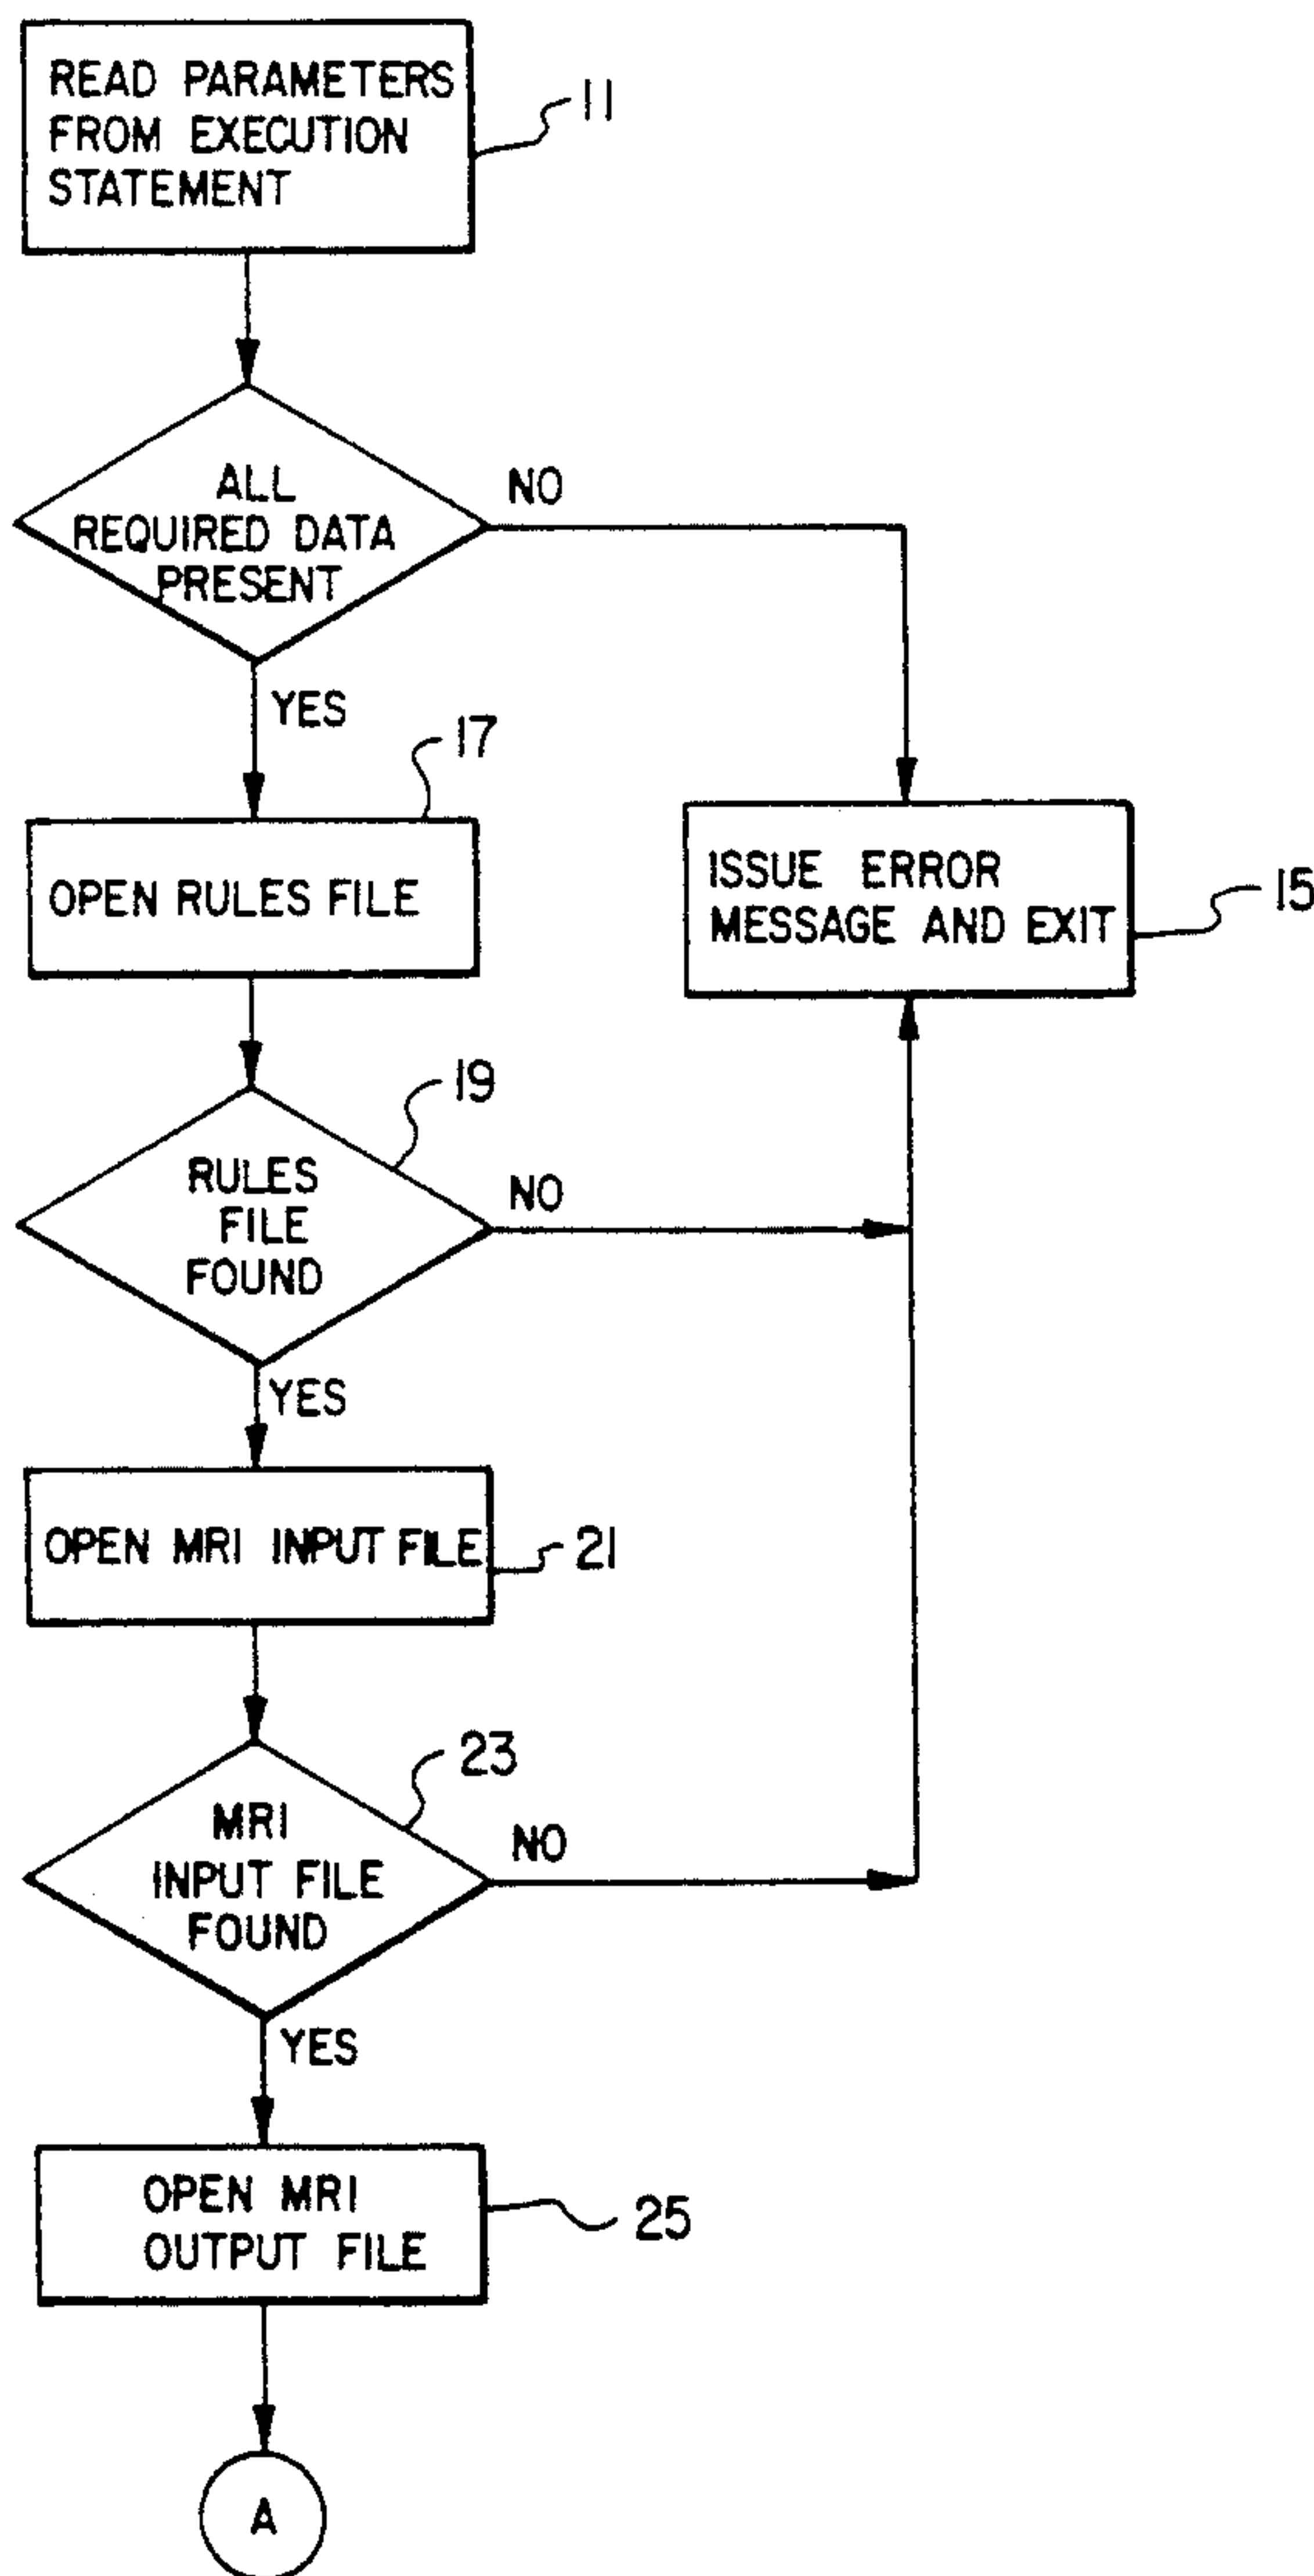 READ PARAMETERS
FROM EXECUTION
STATEMENT
11
ALL
REQUIRED DATA
PRESENT
NO
YES
17
OPEN RULES FILE
ISSUE ERROR
MESSAGE AND EXIT
15
19
RULES
FILE
FOUND
NO
YES
OPEN MRI INPUT FILE
21
23
MRI
INPUT FILE
FOUND
NO
YES
OPEN MRI
OUTPUT FILE
25
A